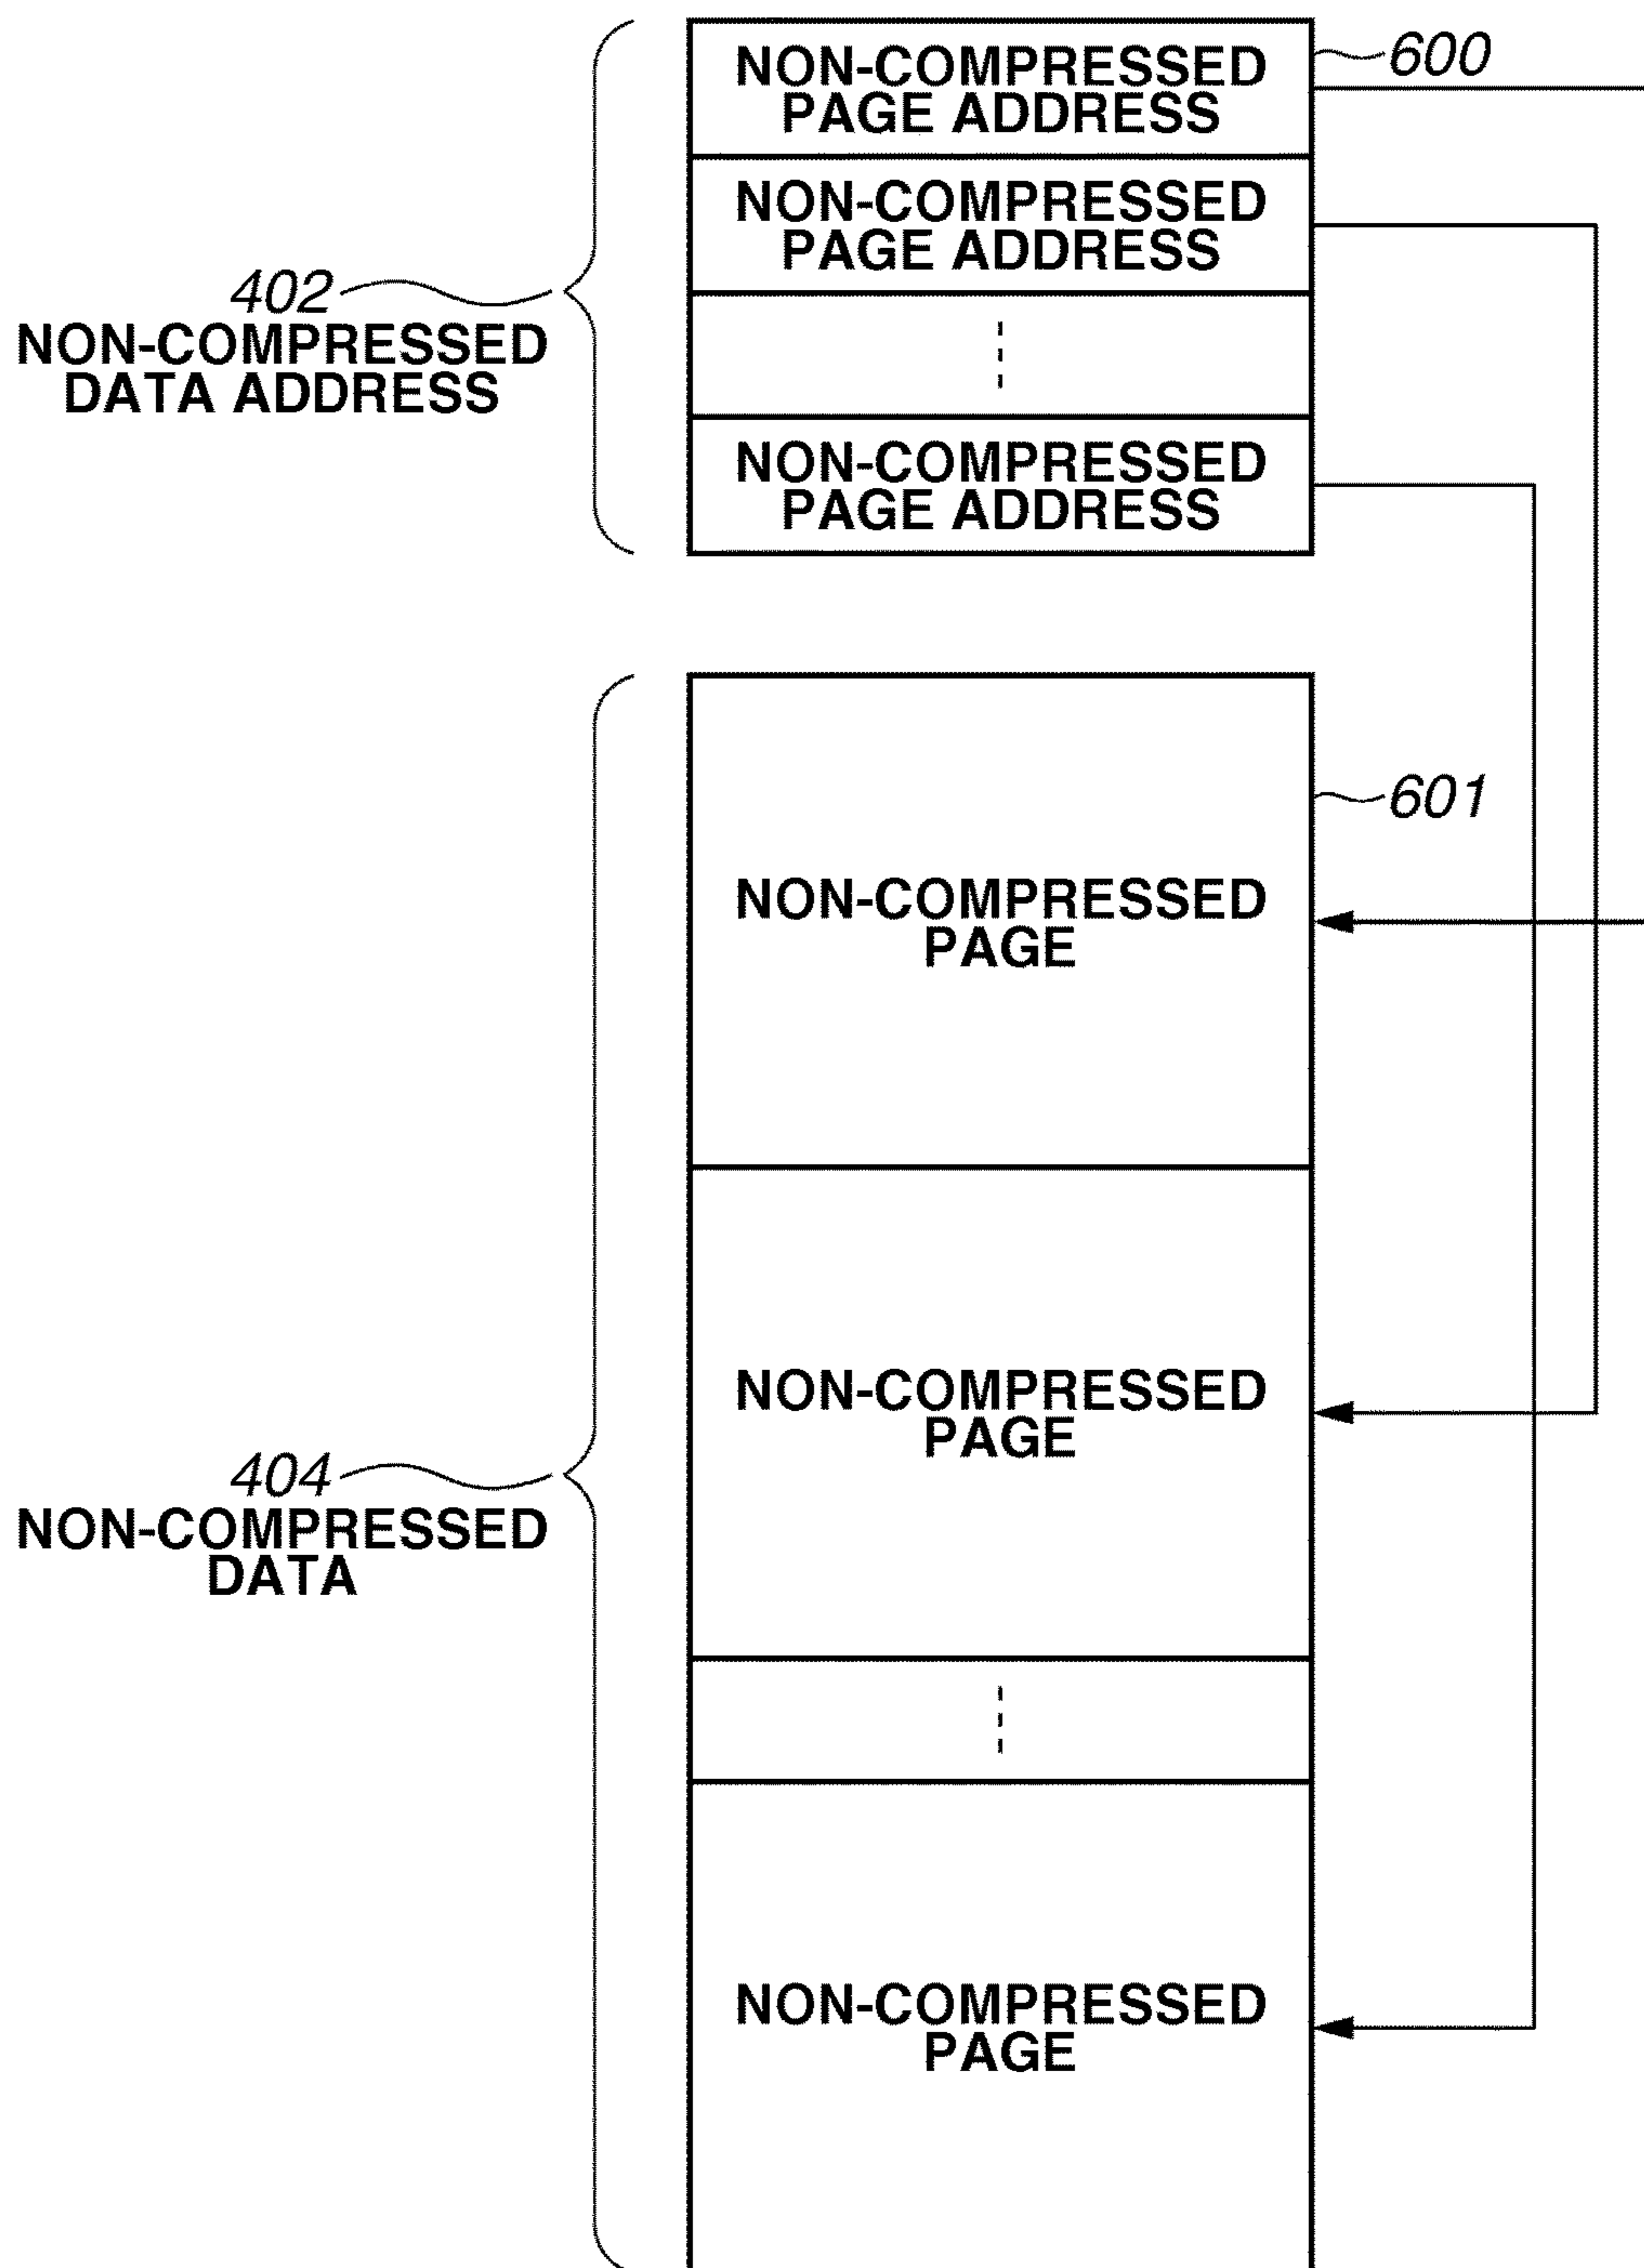 NON-COMPRESSED
PAGE ADDRESS
600
NON-COMPRESSED
PAGE ADDRESS
402
NON-COMPRESSED
DATA ADDRESS
NON-COMPRESSED
PAGE ADDRESS
601
NON-COMPRESSED
PAGE
NON-COMPRESSED
PAGE
404
NON-COMPRESSED
DATA
NON-COMPRESSED
PAGE